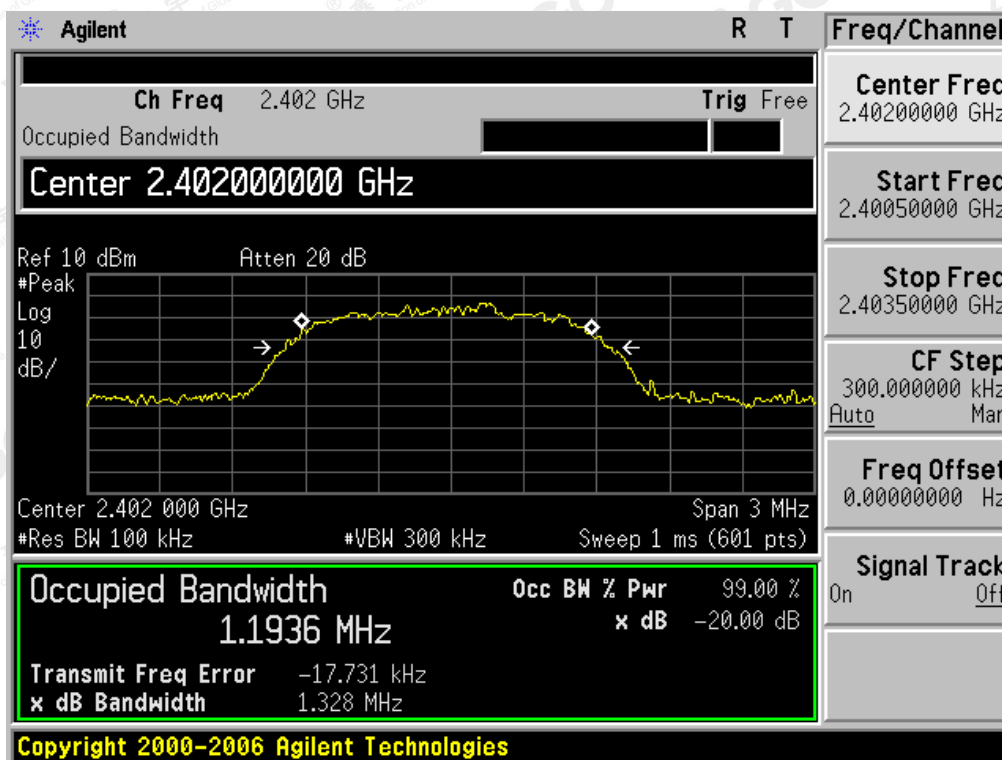 Agilent R T
Freq/Channel
Ch Freq 2.402 GHz Trig Free
Occupied Bandwidth
Center 2.402000000 GHz
Ref 10 dBm Atten 20 dB
#Peak
Log
10
dB/
Center 2.402 000 GHz Span 3 MHz
#Res BW 100 kHz #VBW 300 kHz Sweep 1 ms (601 pts)
Occupied Bandwidth
1.1936 MHz
Occ BW % Pwr 99.00 %
x dB -20.00 dB
Transmit Freq Error -17.731 kHz
x dB Bandwidth 1.328 MHz
Copyright 2000-2006 Agilent Technologies
Center Freq
2.40200000 GHz
Start Freq
2.40050000 GHz
Stop Freq
2.40350000 GHz
CF Step
300.000000 kHz
Auto Man
Freq Offset
0.00000000 Hz
Signal Track
On Off